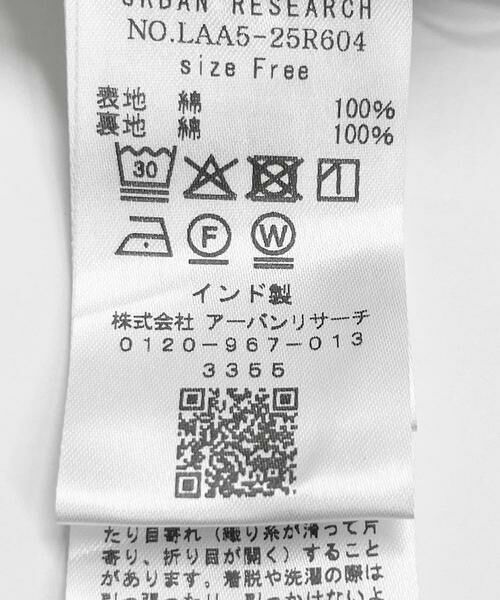 URBAN RESEARCH
NO.LAA5-25R604
size Free
表地 綿 100%
裏地 綿 100%
30
F W
インド製
株式会社 アーバンリサーチ
0120-967-013
3355
たり目寄れ（織り糸が滑って片
寄り、折り目が開く）すること
があります。着脱や洗濯の際は